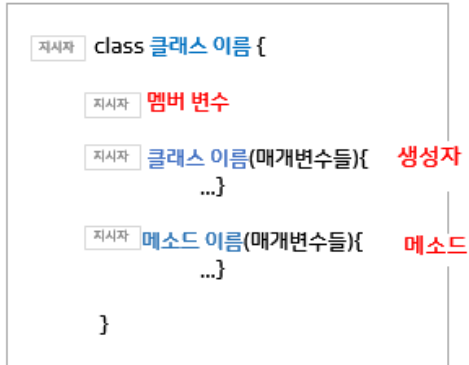 지시자 class 클래스 이름 {
지시자 멤버 변수
지시자 클래스 이름(매개변수들){ 생성자
...}
지시자 메소드 이름(매개변수들){ 메소드
...}
}